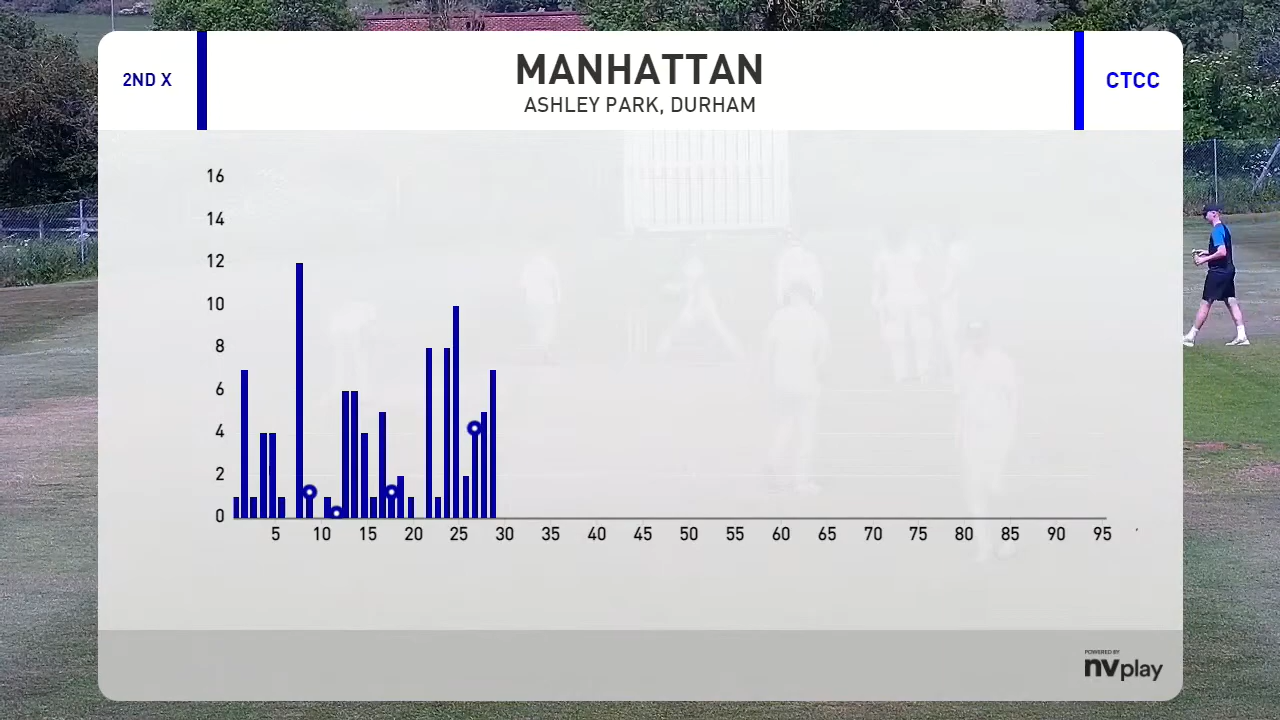 2ND X
MANHATTAN
ASHLEY PARK, DURHAM
CTCC
16
14
12
10
8
6
4
2
0
5 10 15 20 25 30 35 40 45 50 55 60 65 70 75 80 85 90 95
POWERED BY
nvplay